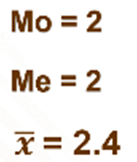 Mo = 2
Me = 2
x̅ = 2.4